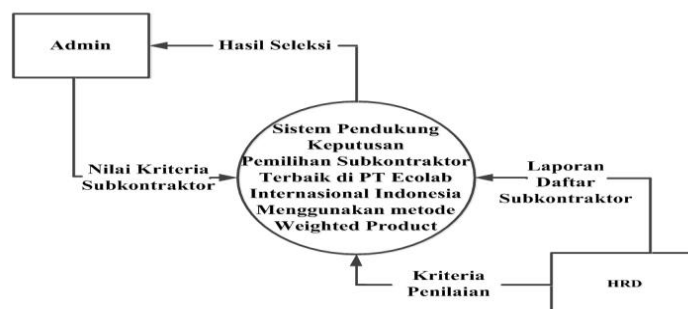 Admin
Hasil Seleksi
Sistem Pendukung
Keputusan
Pemilihan Subkontraktor
Terbaik di PT Ecolab
Internasional Indonesia
Menggunakan metode
Weighted Product
Nilai Kriteria
Subkontraktor
Laporan
Daftar
Subkontraktor
Kriteria
Penilaian
HRD